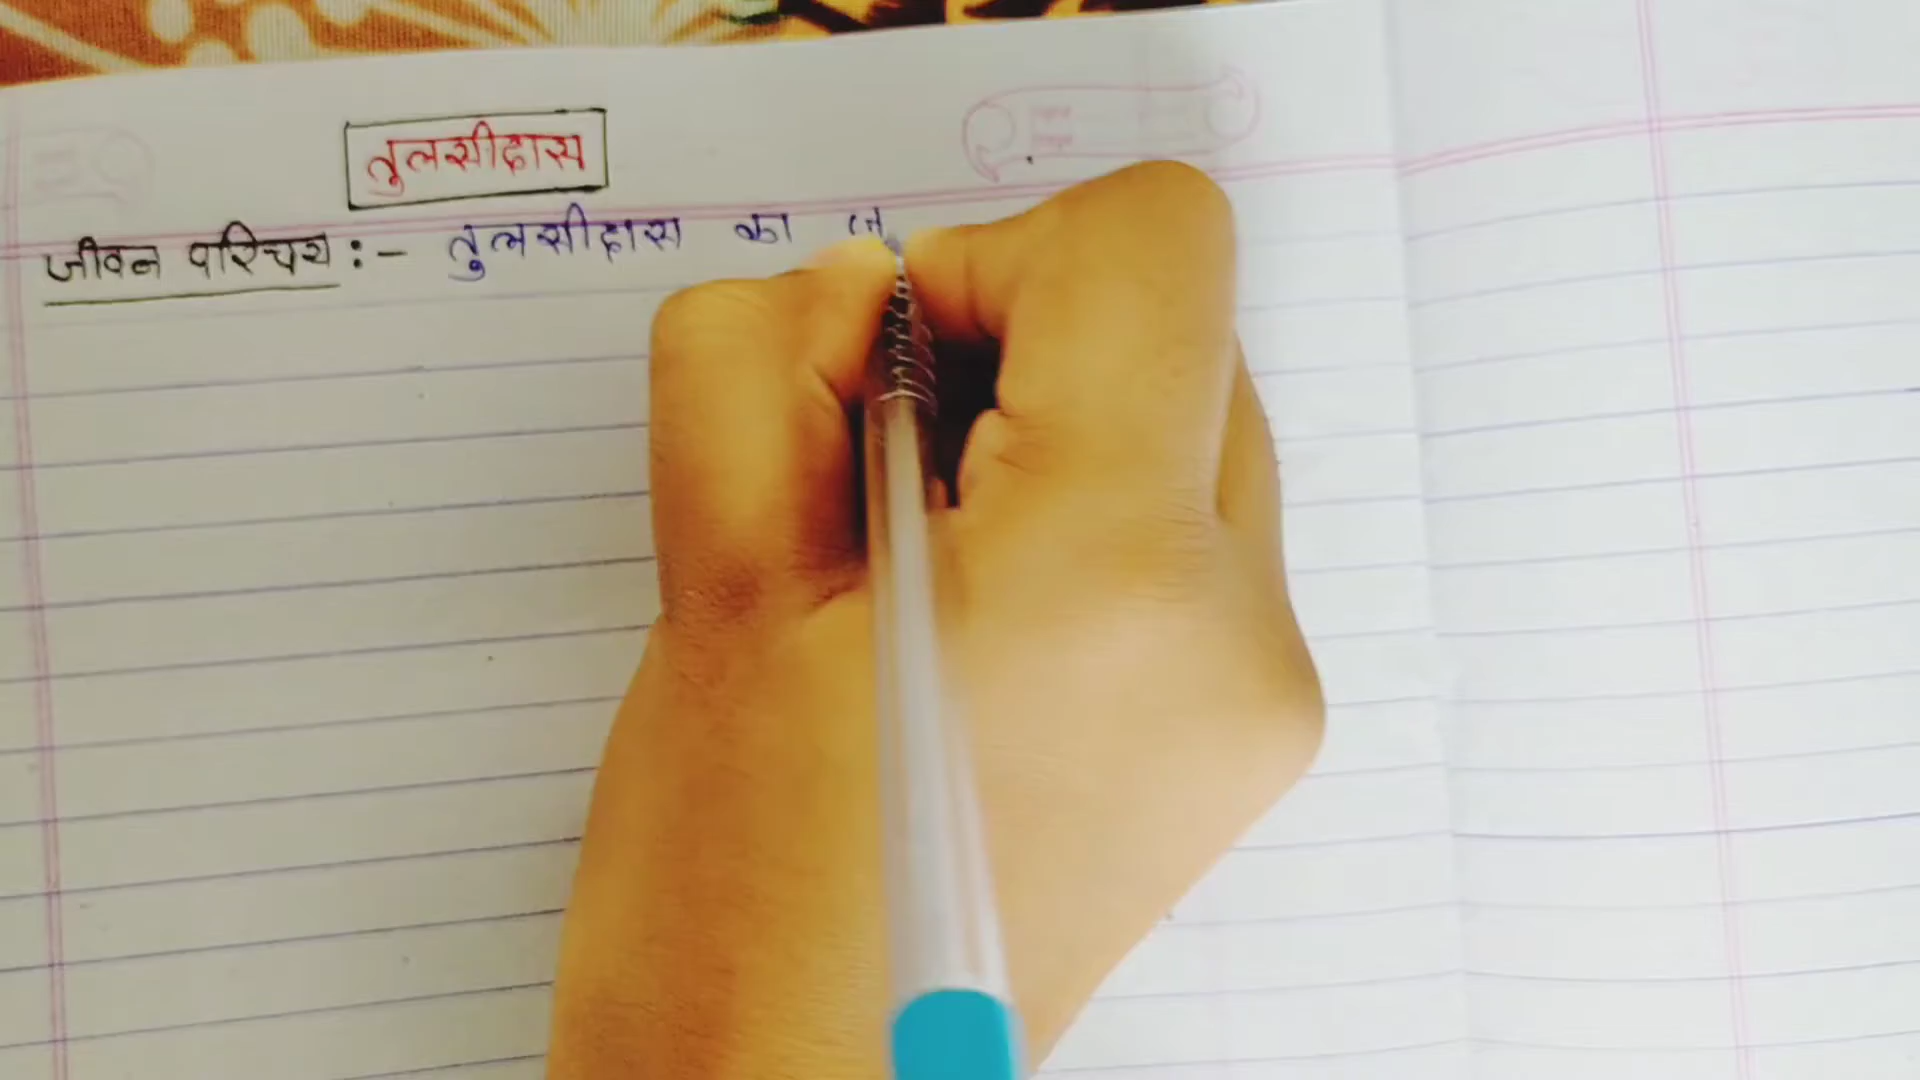 तुलसीदास
जीवन परिचय :- तुलसीदास का